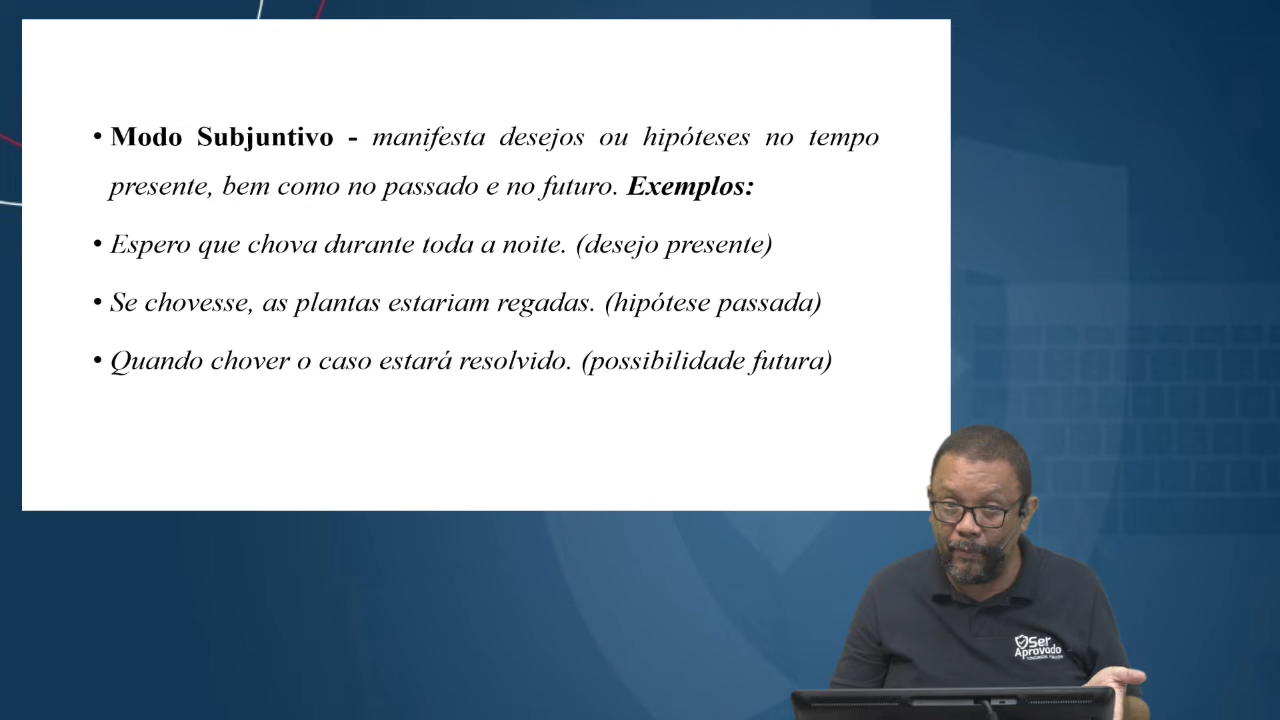 • Modo Subjuntivo - manifesta desejos ou hipóteses no tempo
presente, bem como no passado e no futuro. Exemplos:
• Espero que chova durante toda a noite. (desejo presente)
• Se chovesse, as plantas estariam regadas. (hipótese passada)
• Quando chover o caso estará resolvido. (possibilidade futura)
Ser
Aprovado